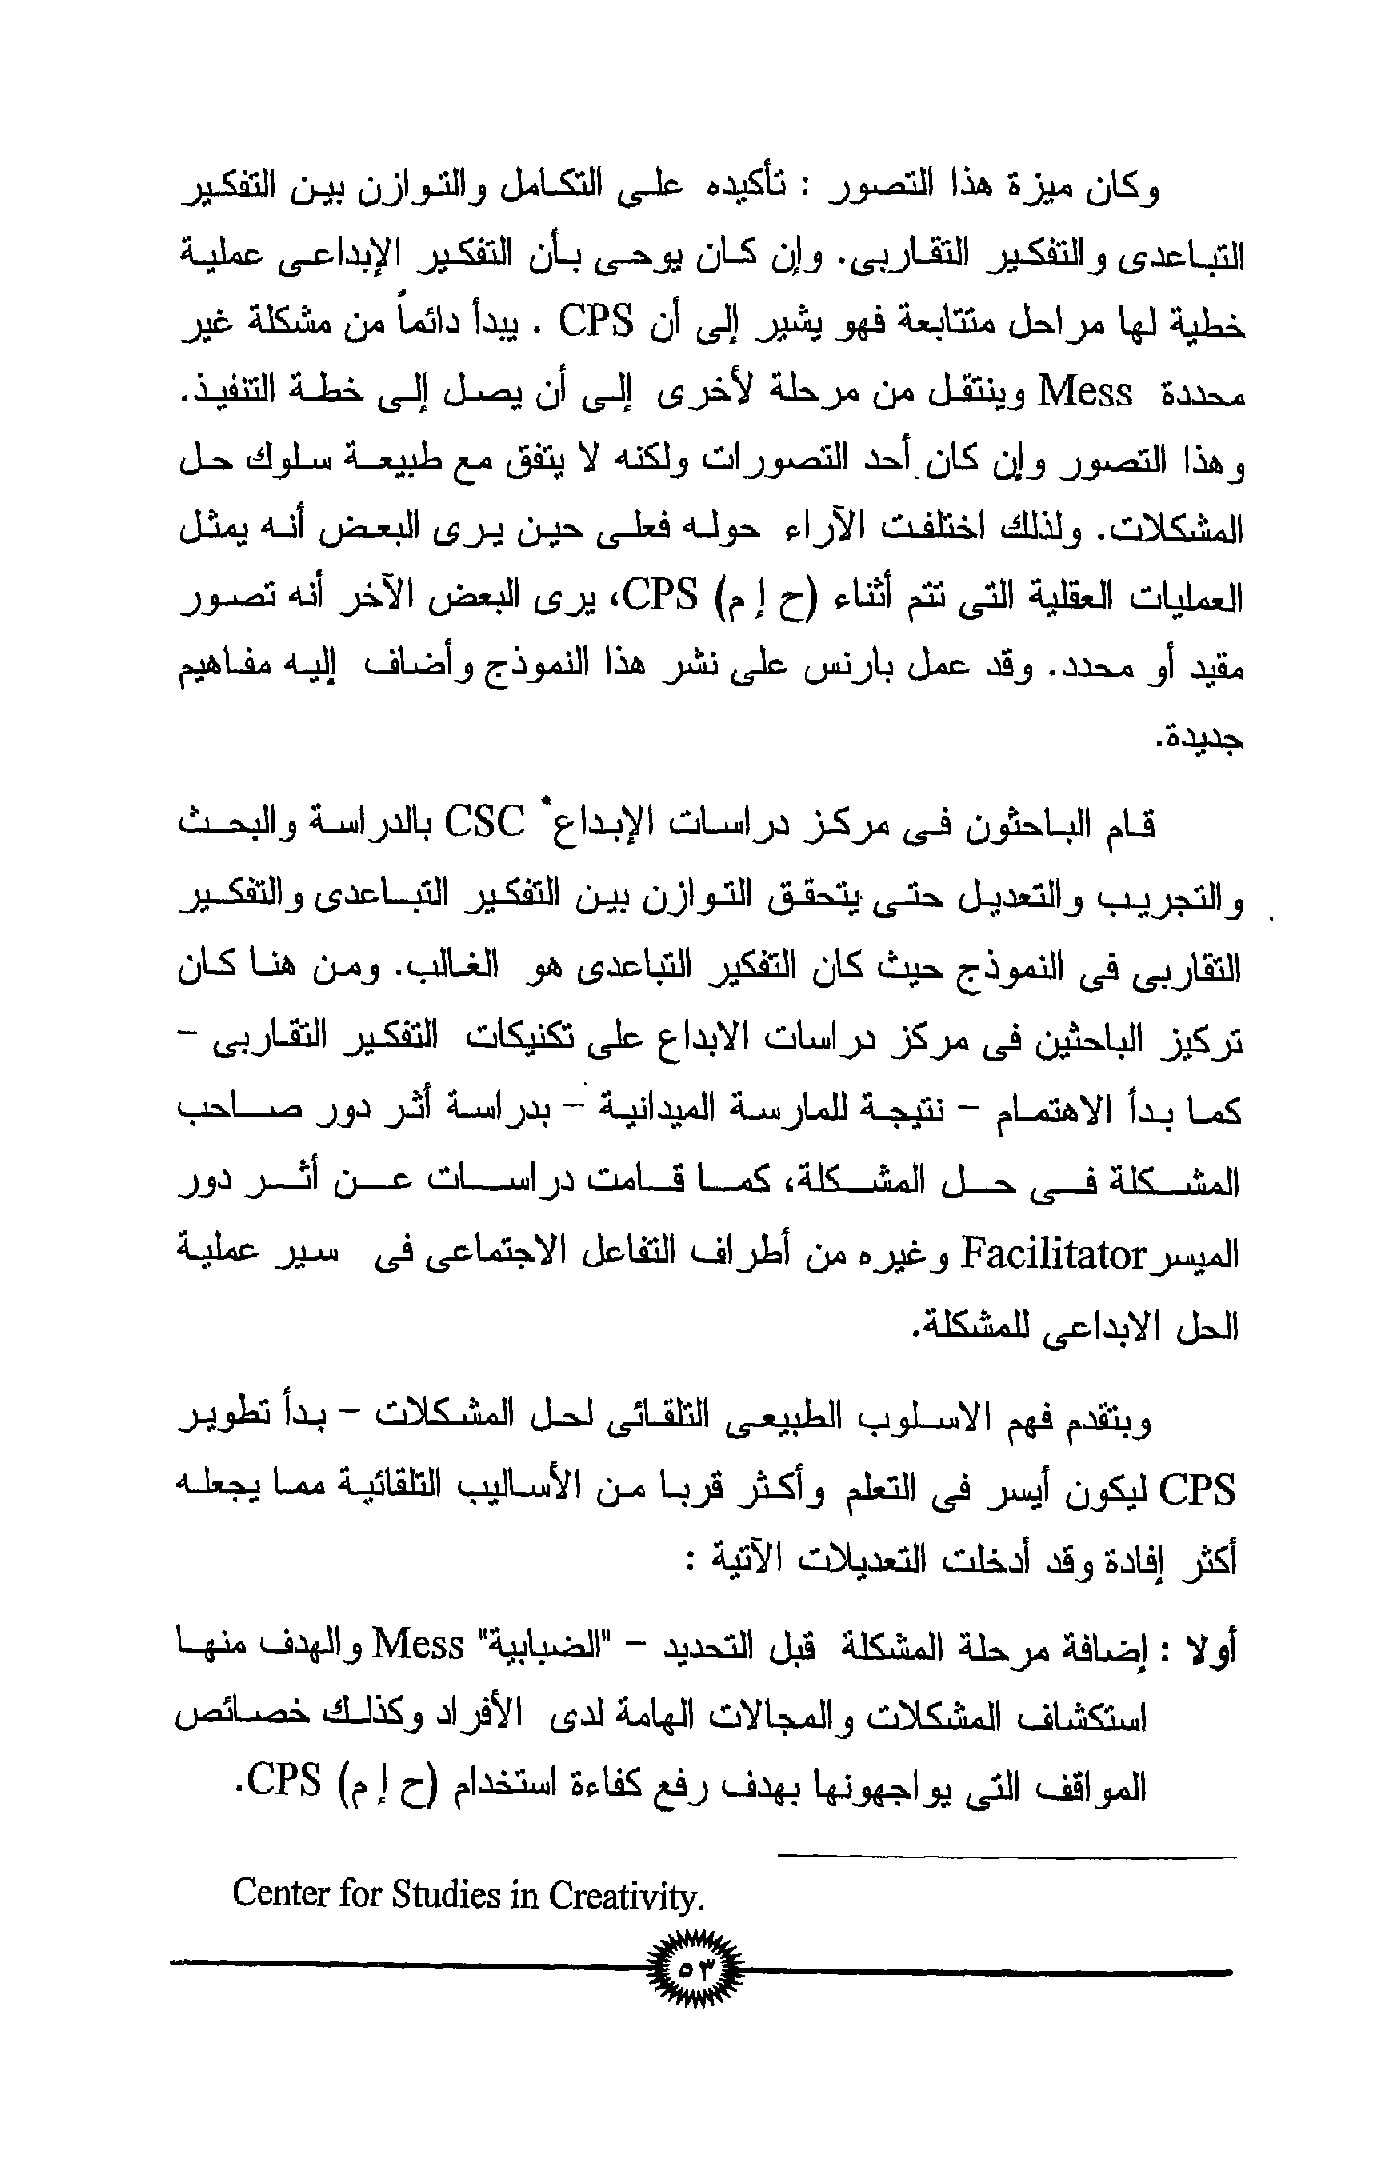 وكان ميزة هذا التصور : تأكيده على التكامل والتوازن بين التفكير
التباعدى والتفكير التقاربى. وإن كان يوحى بأن التفكير الإبداعى عملية
خطية لها مراحل متتابعة فهو يشير إلى أن CPS . يبدأ دائماً من مشكلة غير
محددة Mess وينتقل من مرحلة لأخرى إلى أن يصل إلى خطة التنفيذ.
وهذا التصور وإن كان أحد التصورات ولكنه لا يتفق مع طبيعة سلوك حل
المشكلات. ولذلك اختلفت الآراء حوله فعلى حين يرى البعض أنه يمثل
العمليات العقلية التى تتم أثناء (ح إ م) CPS، يرى البعض الآخر أنه تصور
مقيد أو محدد. وقد عمل بارنس على نشر هذا النموذج وأضاف إليه مفاهيم
جديدة.
قام الباحثون فى مركز دراسات الإبداع* CSC بالدراسة والبحث
والتجريب والتعديل حتى يتحقق التوازن بين التفكير التباعدى والتفكير
التقاربى فى النموذج حيث كان التفكير التباعدى هو الغالب. ومن هنا كان
تركيز الباحثين فى مركز دراسات الابداع على تكنيكات التفكير التقاربى –
كما بدأ الاهتمام – نتيجة للمارسة الميدانية – بدراسة أثر دور صاحب
المشكلة فى حل المشكلة، كما قامت دراسات عن أثر دور
الميسر Facilitator وغيره من أطراف التفاعل الاجتماعى فى سير عملية
الحل الابداعى للمشكلة.
وبتقدم فهم الاسلوب الطبيعى التلقائى لحل المشكلات – بدأ تطوير
CPS ليكون أيسر فى التعلم وأكثر قربا من الأساليب التلقائية مما يجعله
أكثر إفادة وقد أدخلت التعديلات الآتية :
أولا : إضافة مرحلة المشكلة قبل التحديد – "الضبابية" Mess والهدف منها
استكشاف المشكلات والمجالات الهامة لدى الأفراد وكذلك خصائص
المواقف التى يواجهونها بهدف رفع كفاءة استخدام (ح إ م) CPS.
Center for Studies in Creativity.
٥٣